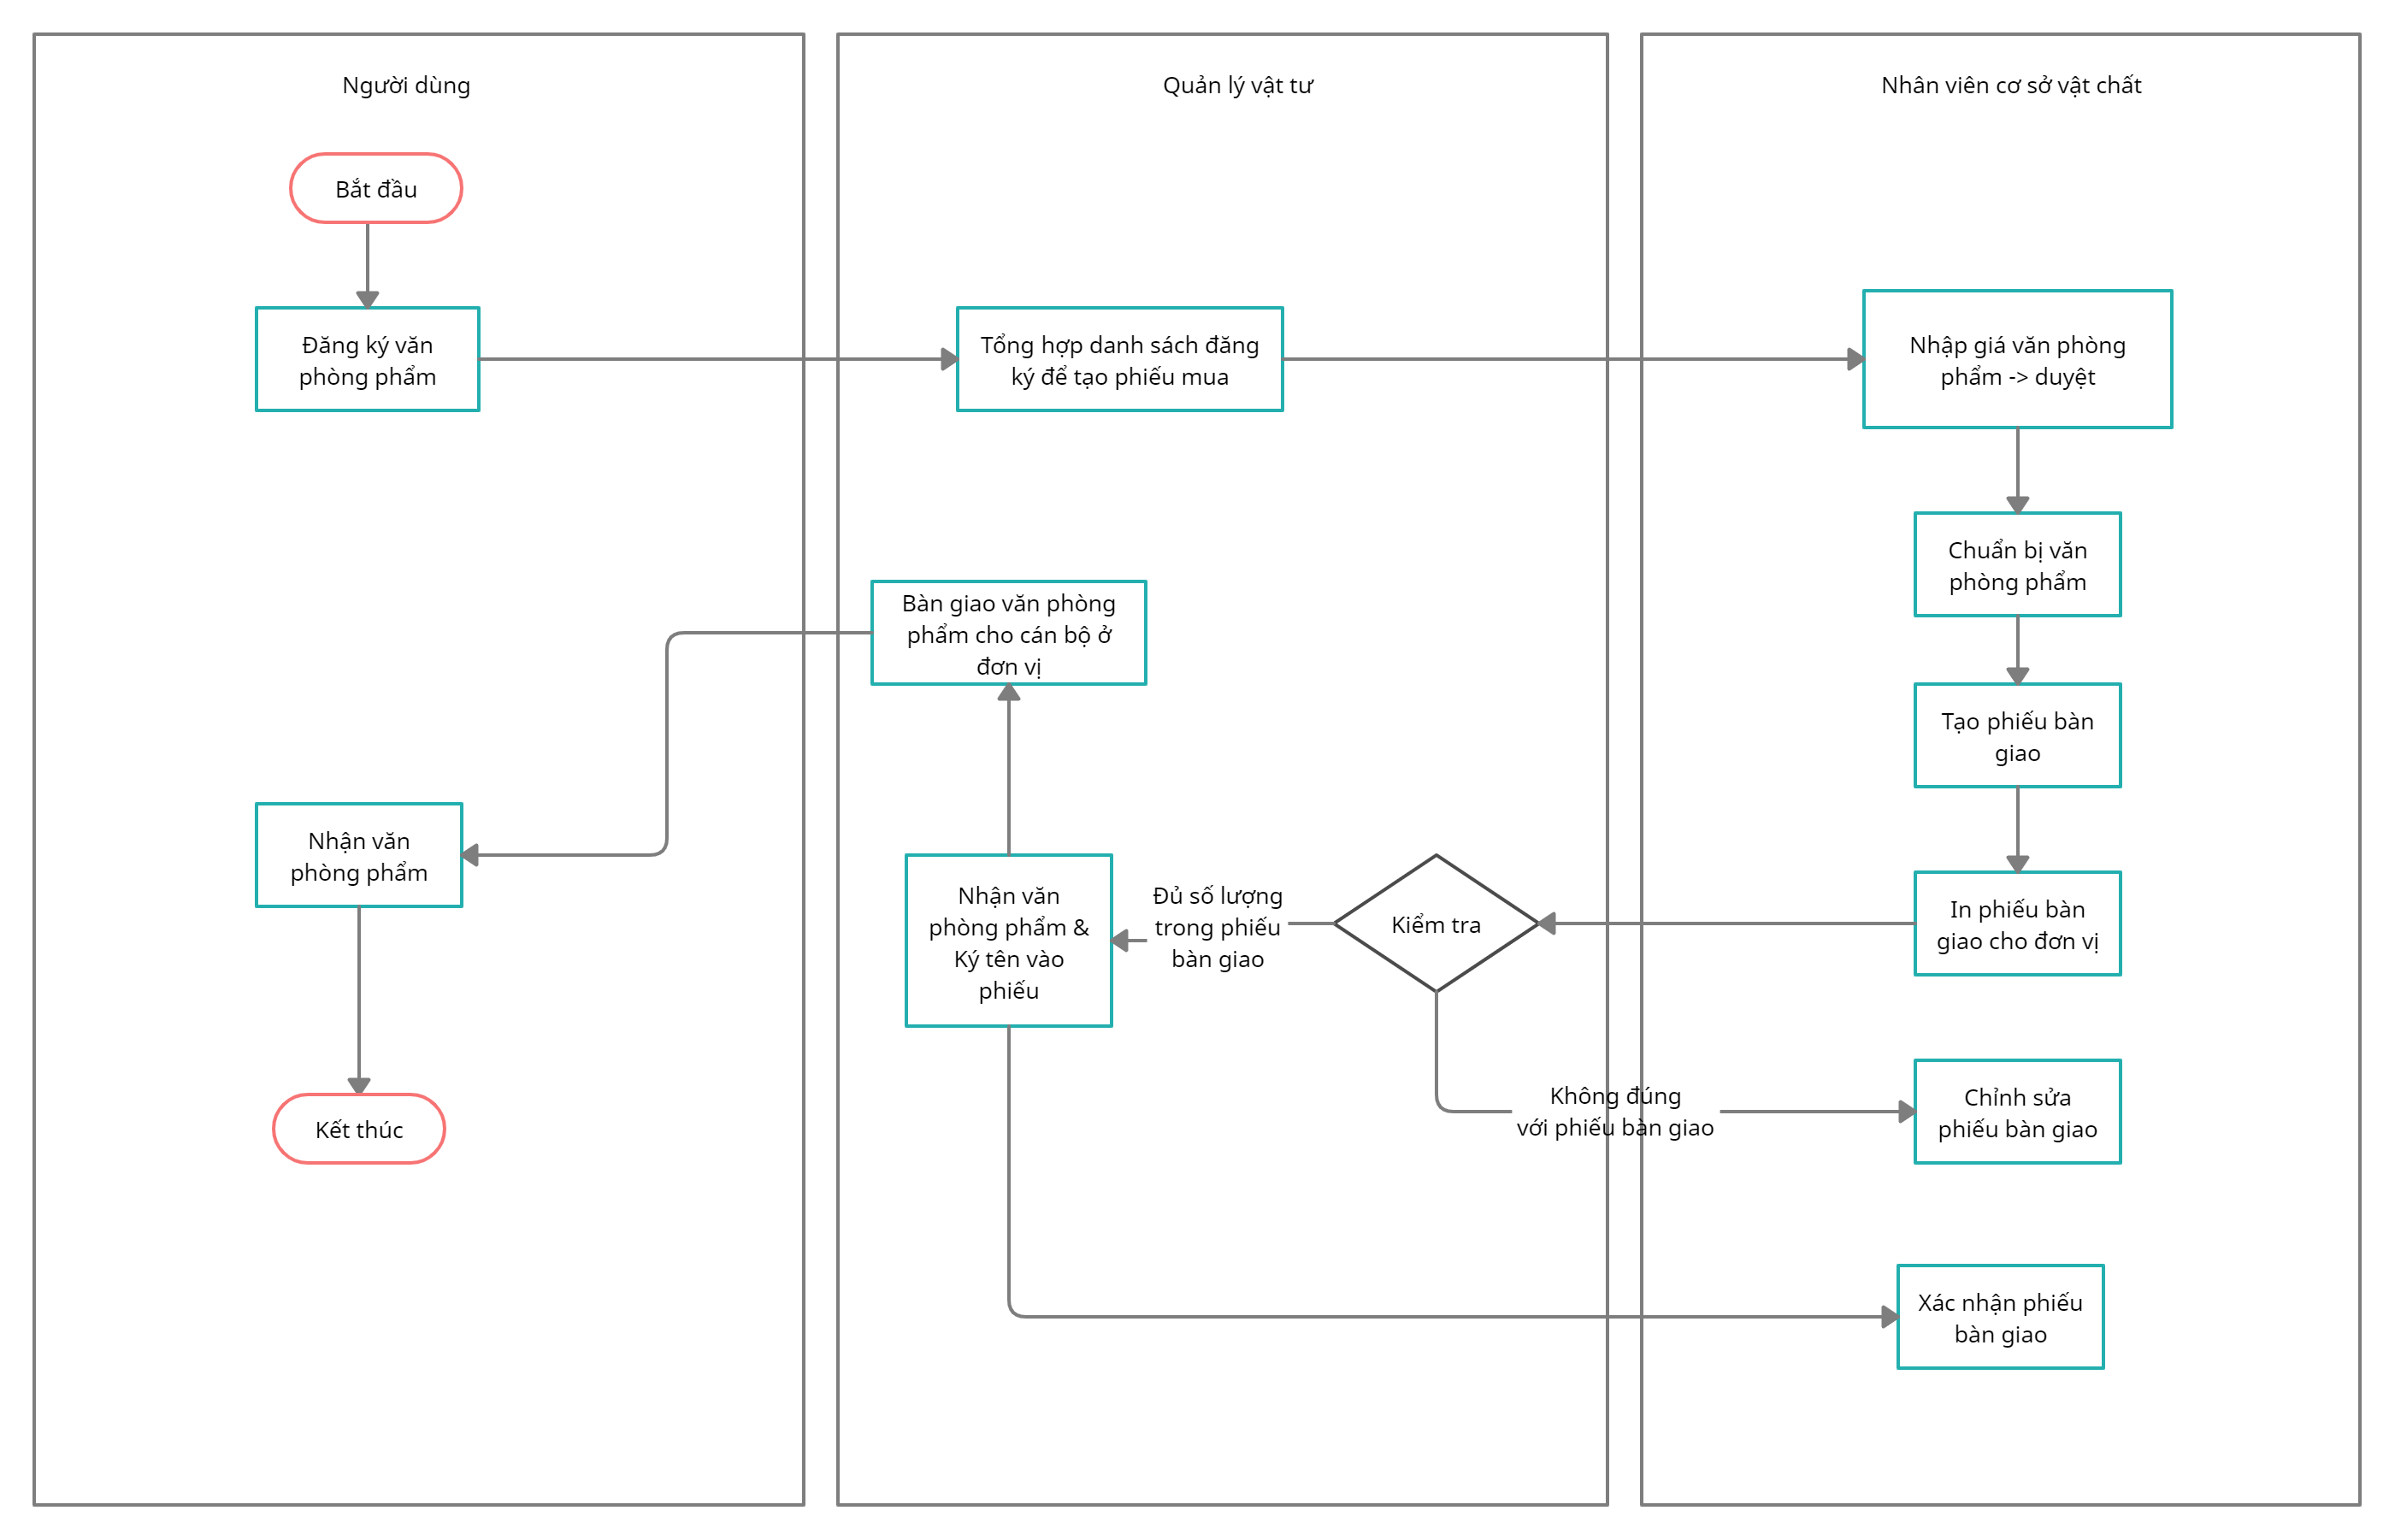 Người dùng
Quản lý vật tư
Nhân viên cơ sở vật chất
Bắt đầu
Đăng ký văn
phòng phẩm
Tổng hợp danh sách đăng
ký để tạo phiếu mua
Nhập giá văn phòng
phẩm -> duyệt
Chuẩn bị văn
phòng phẩm
Bàn giao văn phòng
phẩm cho cán bộ ở
đơn vị
Tạo phiếu bàn
giao
Nhận văn
phòng phẩm
Nhận văn
phòng phẩm &
Ký tên vào
phiếu
Đủ số lượng
trong phiếu
bàn giao
Kiểm tra
In phiếu bàn
giao cho đơn vị
Kết thúc
Không đúng
với phiếu bàn giao
Chỉnh sửa
phiếu bàn giao
Xác nhận phiếu
bàn giao